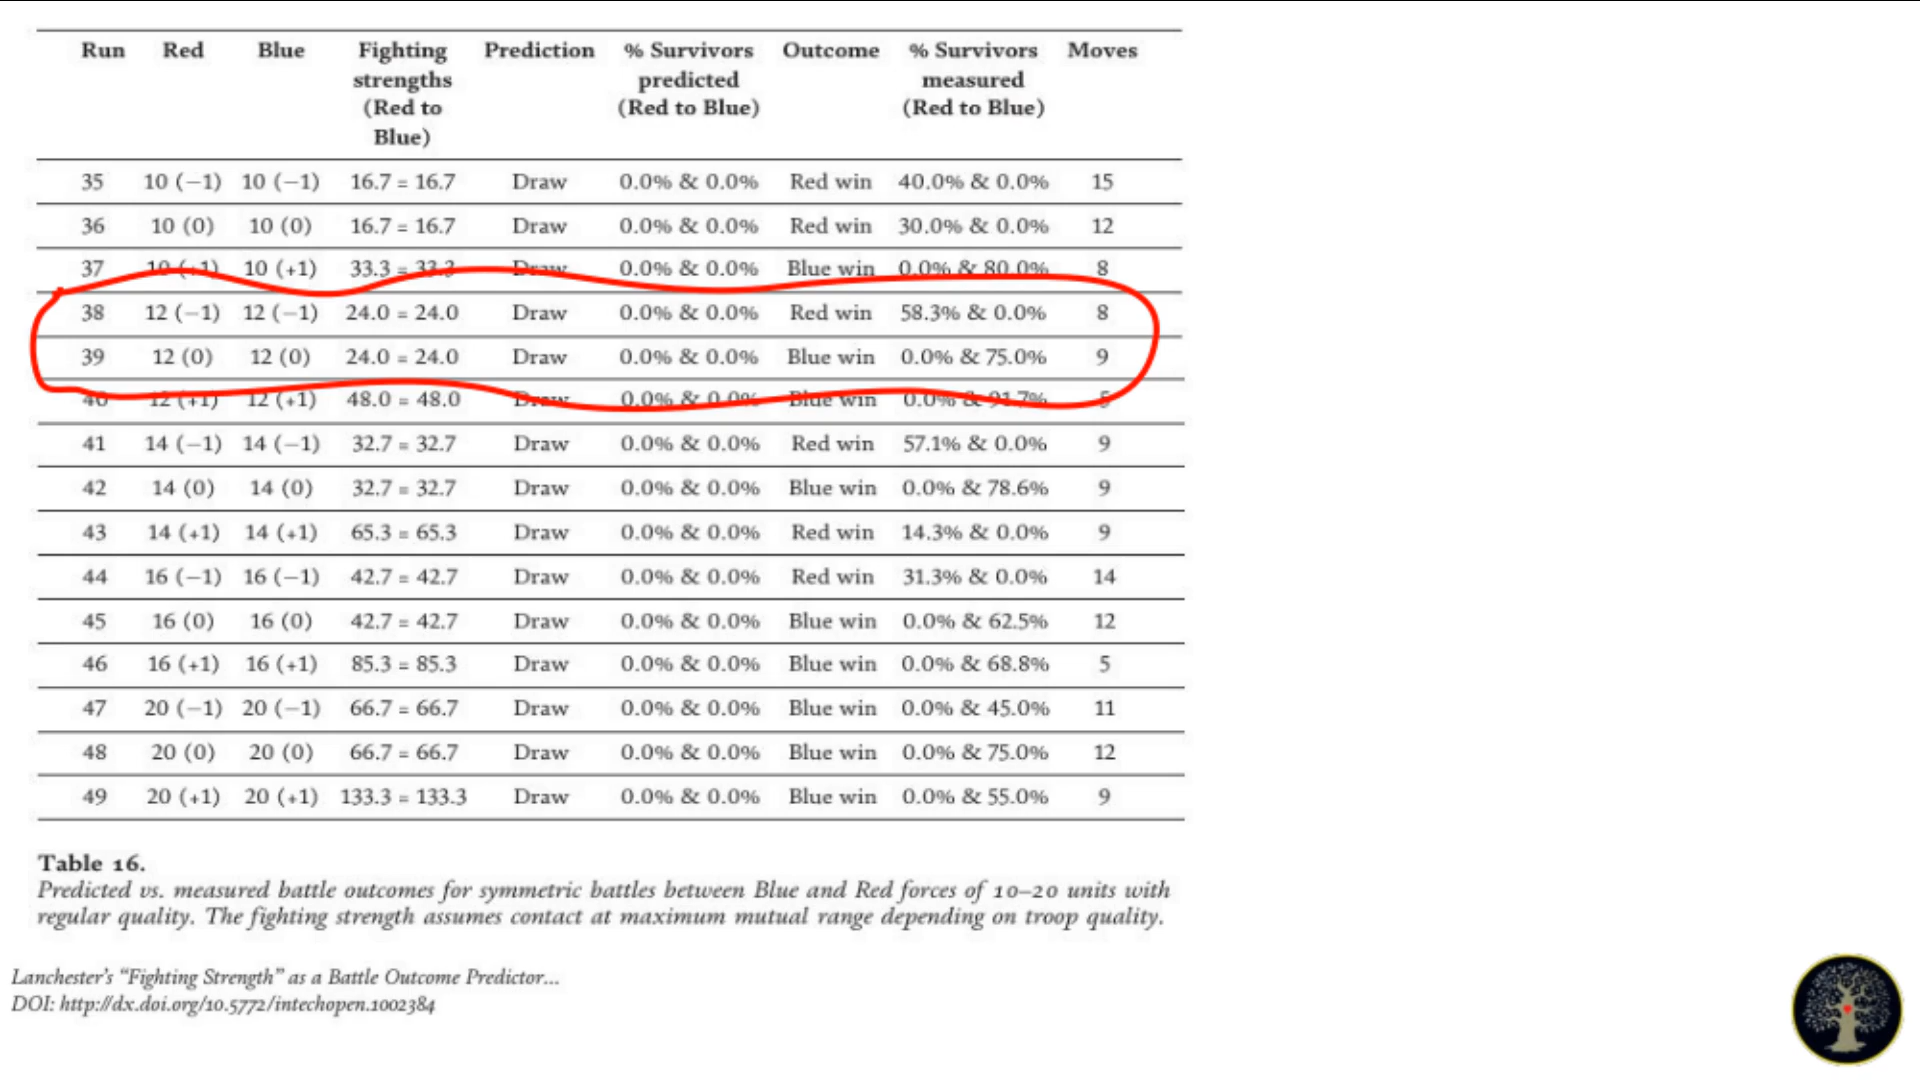 Run Red Blue Fighting strengths (Red to Blue) Prediction % Survivors predicted (Red to Blue) Outcome % Survivors measured (Red to Blue) Moves
35 10 (−1) 10 (−1) 16.7 = 16.7 Draw 0.0% & 0.0% Red win 40.0% & 0.0% 15
36 10 (0) 10 (0) 16.7 = 16.7 Draw 0.0% & 0.0% Red win 30.0% & 0.0% 12
37 10 (+1) 10 (+1) 33.3 = 33.3 Draw 0.0% & 0.0% Blue win 0.0% & 80.0% 8
38 12 (−1) 12 (−1) 24.0 = 24.0 Draw 0.0% & 0.0% Red win 58.3% & 0.0% 8
39 12 (0) 12 (0) 24.0 = 24.0 Draw 0.0% & 0.0% Blue win 0.0% & 75.0% 9
40 12 (+1) 12 (+1) 48.0 = 48.0 Draw 0.0% & 0.0% Blue win 0.0% & 91.7% 5
41 14 (−1) 14 (−1) 32.7 = 32.7 Draw 0.0% & 0.0% Red win 57.1% & 0.0% 9
42 14 (0) 14 (0) 32.7 = 32.7 Draw 0.0% & 0.0% Blue win 0.0% & 78.6% 9
43 14 (+1) 14 (+1) 65.3 = 65.3 Draw 0.0% & 0.0% Red win 14.3% & 0.0% 9
44 16 (−1) 16 (−1) 42.7 = 42.7 Draw 0.0% & 0.0% Red win 31.3% & 0.0% 14
45 16 (0) 16 (0) 42.7 = 42.7 Draw 0.0% & 0.0% Blue win 0.0% & 62.5% 12
46 16 (+1) 16 (+1) 85.3 = 85.3 Draw 0.0% & 0.0% Blue win 0.0% & 68.8% 5
47 20 (−1) 20 (−1) 66.7 = 66.7 Draw 0.0% & 0.0% Blue win 0.0% & 45.0% 11
48 20 (0) 20 (0) 66.7 = 66.7 Draw 0.0% & 0.0% Blue win 0.0% & 75.0% 12
49 20 (+1) 20 (+1) 133.3 = 133.3 Draw 0.0% & 0.0% Blue win 0.0% & 55.0% 9
Table 16.
Predicted vs. measured battle outcomes for symmetric battles between Blue and Red forces of 10–20 units with
regular quality. The fighting strength assumes contact at maximum mutual range depending on troop quality.
Lanchester's “Fighting Strength” as a Battle Outcome Predictor...
DOI: http://dx.doi.org/10.5772/intechopen.1002384